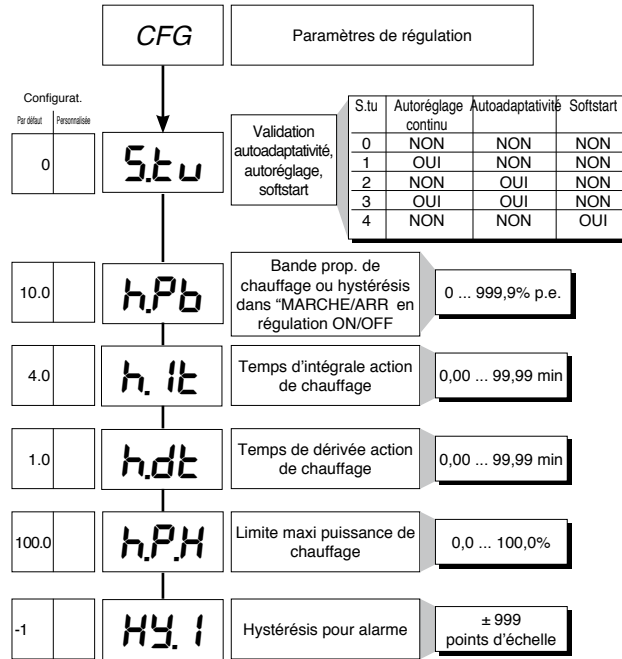 CFG
Paramètres de régulation
Configurat.
Par défaut Personnalisée
0
S.tu
Validation
autoadaptativité,
autoréglage,
softstart
S.tu Autoréglage continu Autoadaptativité Softstart
0 NON NON NON
1 OUI NON NON
2 NON OUI NON
3 OUI OUI NON
4 NON NON OUI
10.0
h.Pb
Bande prop. de
chauffage ou hystérésis
dans “MARCHE/ARR en
régulation ON/OFF
0 ... 999,9% p.e.
4.0
h.It
Temps d’intégrale action
de chauffage
0,00 ... 99,99 min
1.0
h.dt
Temps de dérivée action
de chauffage
0,00 ... 99,99 min
100.0
h.P.H
Limite maxi puissance de
chauffage
0,0 ... 100,0%
-1
HY.1
Hystérésis pour alarme
± 999
points d’échelle